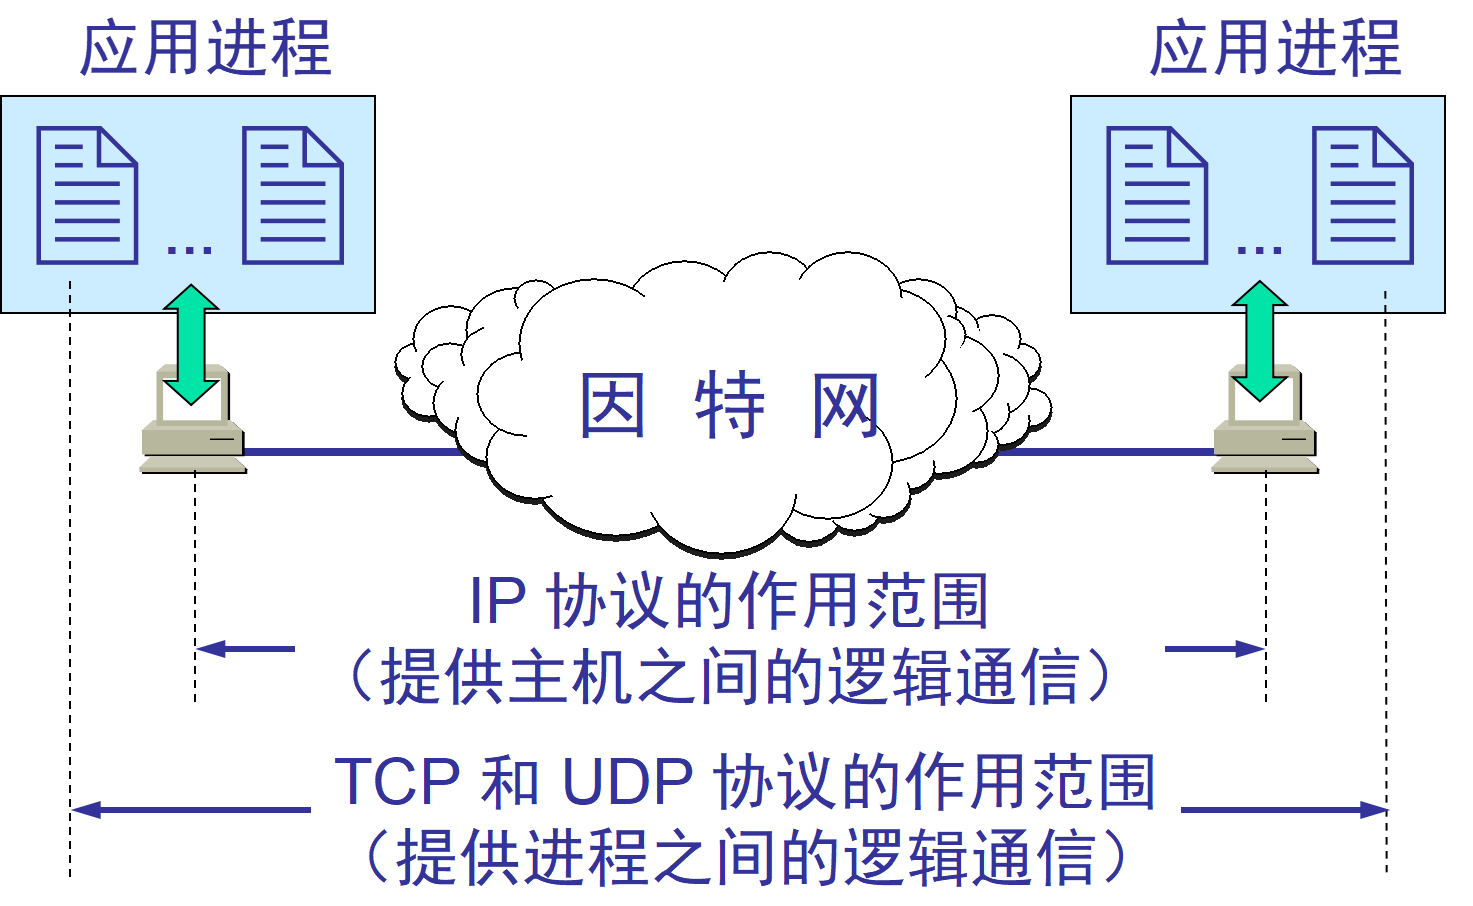 应用进程
应用进程
...
...
因特网
IP 协议的作用范围
（提供主机之间的逻辑通信）
TCP 和 UDP 协议的作用范围
（提供进程之间的逻辑通信）